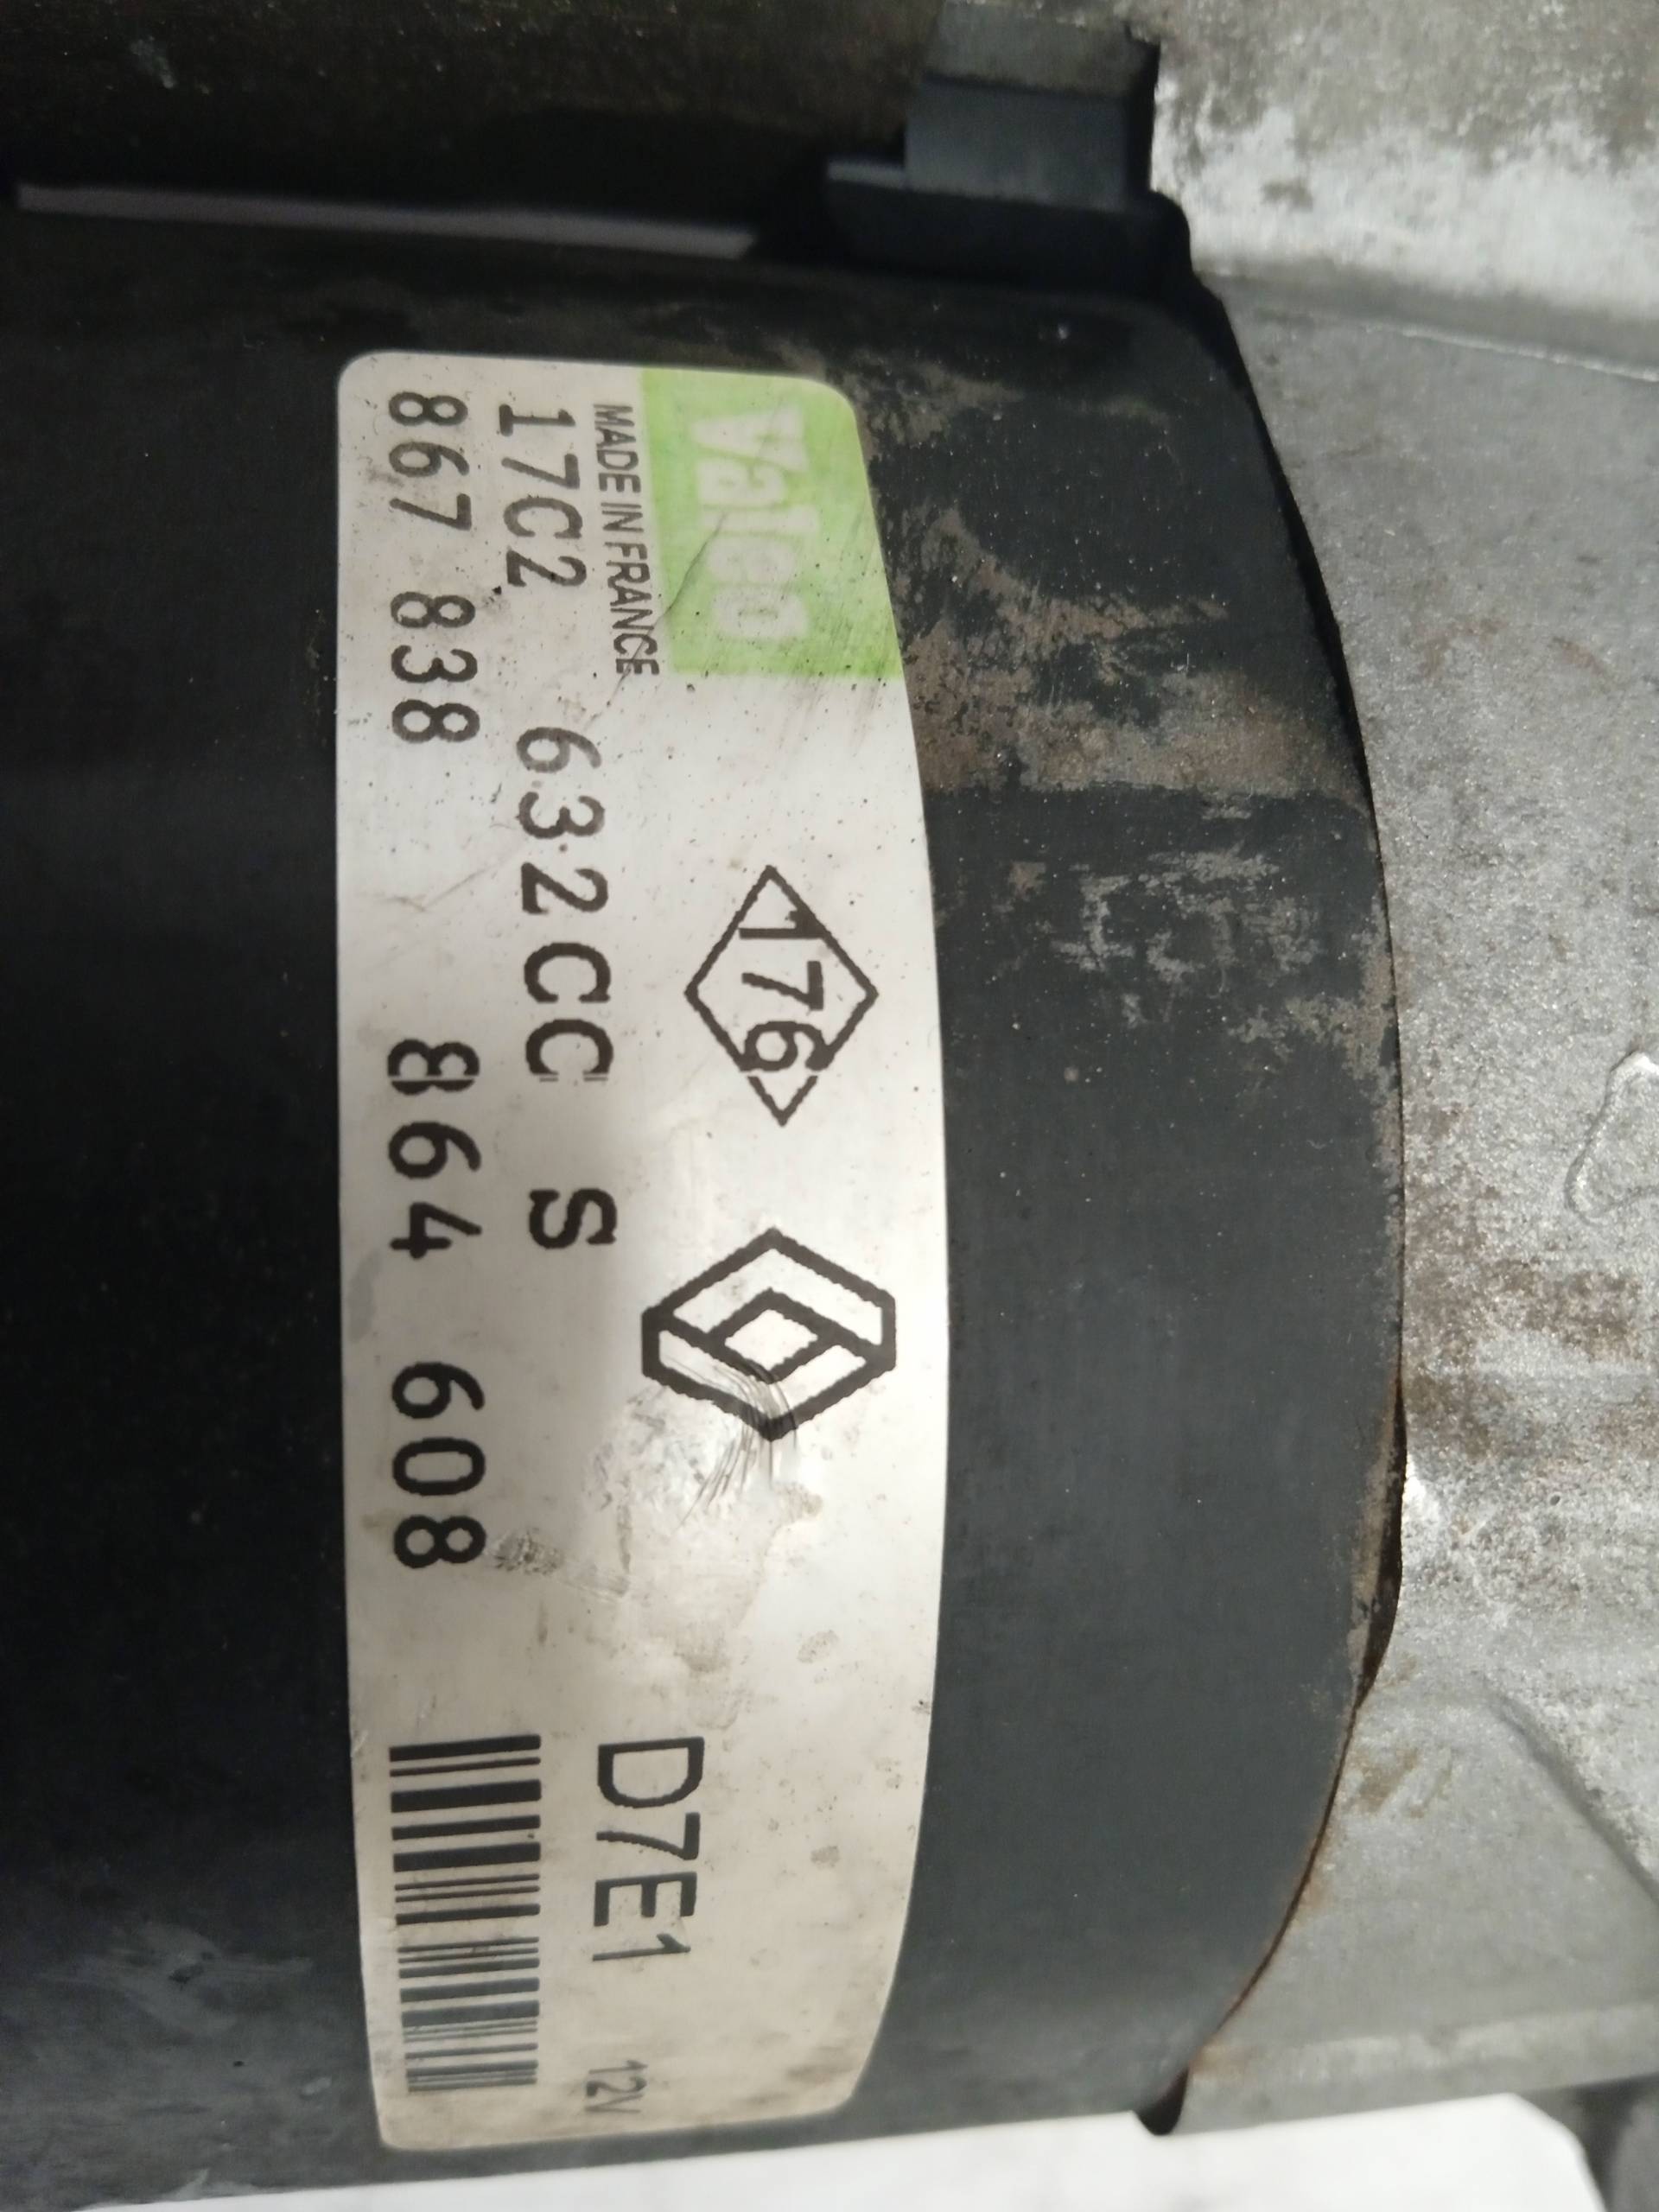 valeo
MADE IN FRANCE
176
17C2 632CC S
867 838 864 608
D7E1
12V